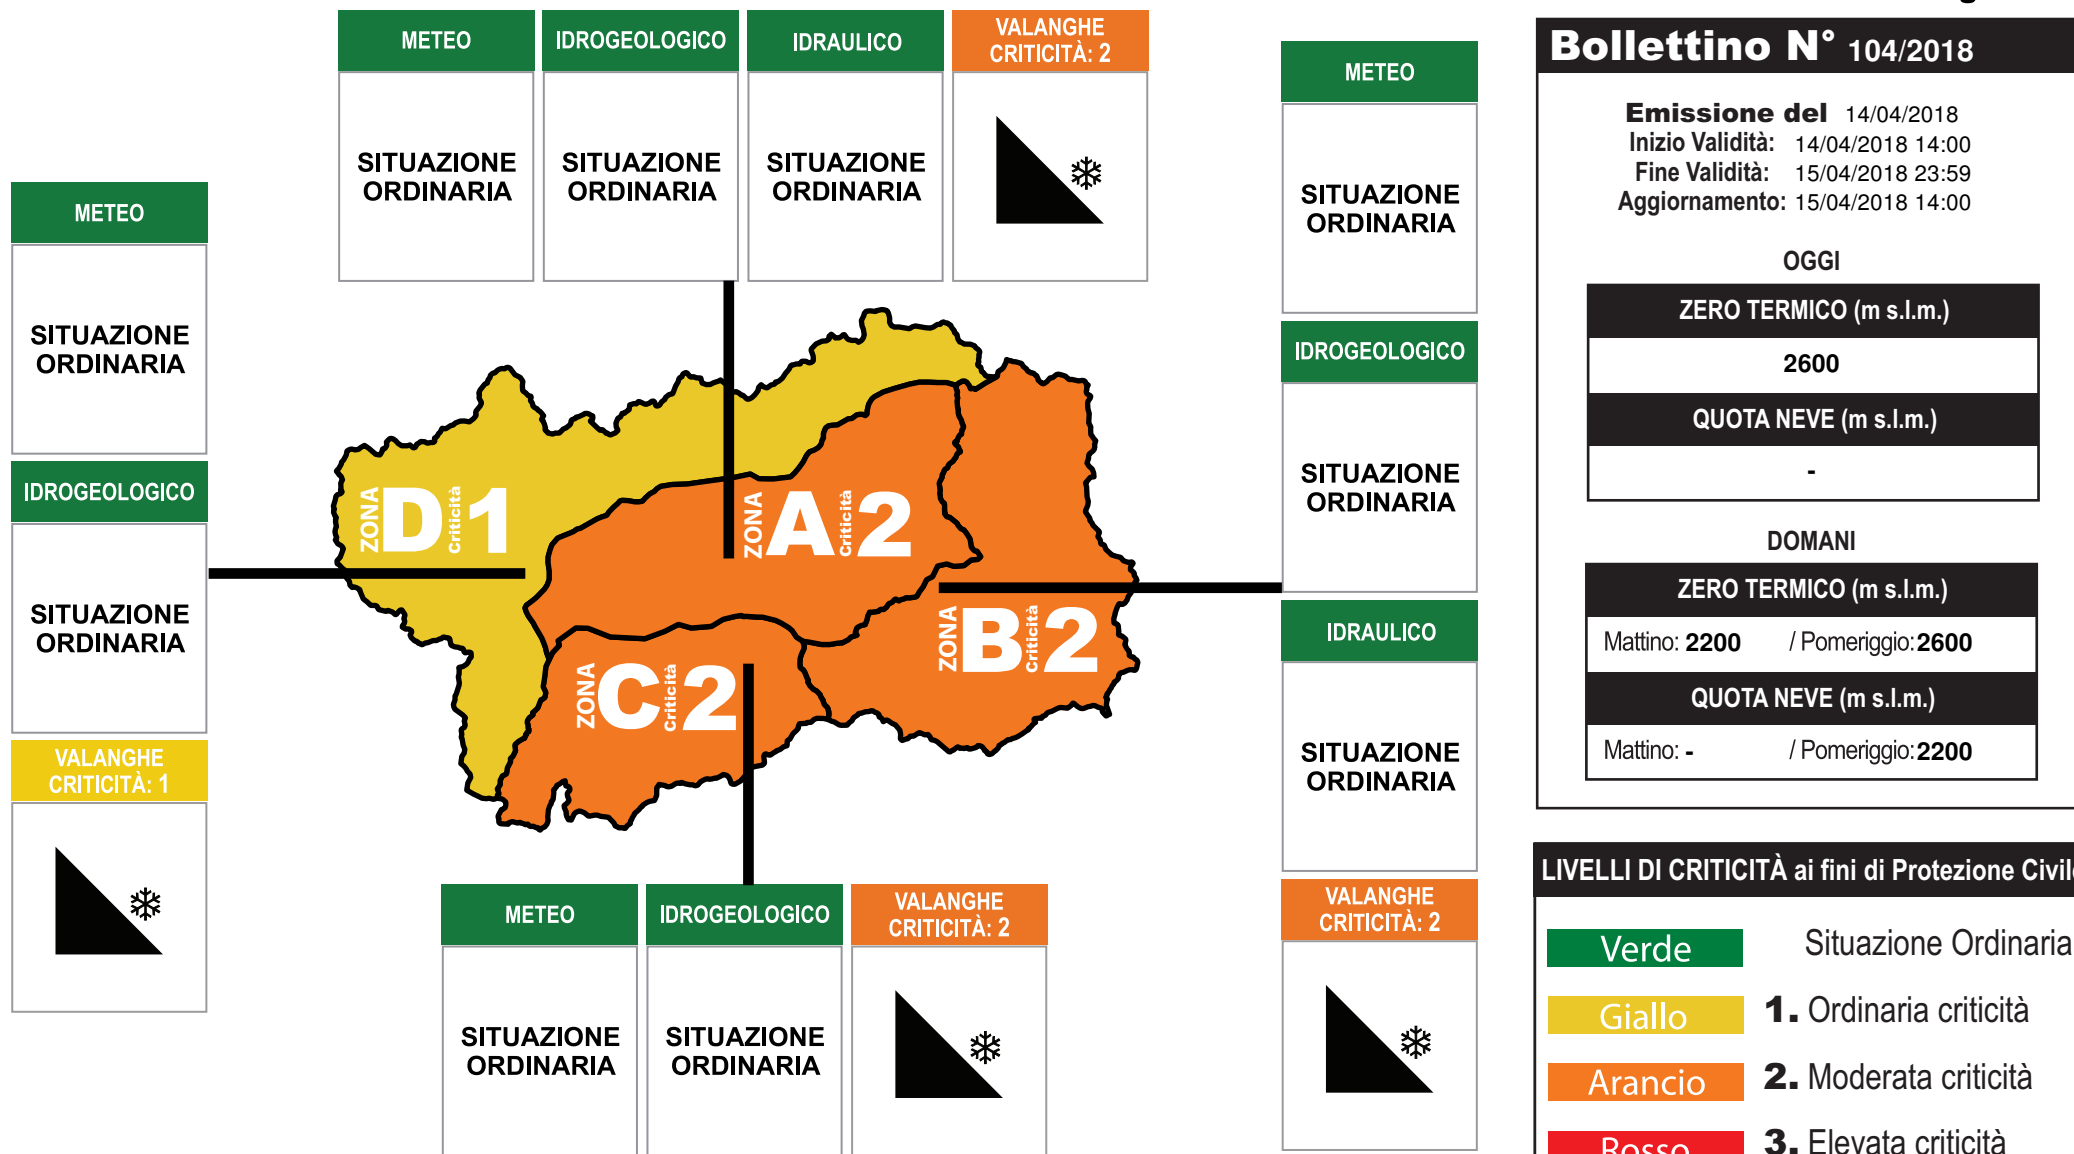 METEO
SITUAZIONE
ORDINARIA
IDROGEOLOGICO
SITUAZIONE
ORDINARIA
IDRAULICO
SITUAZIONE
ORDINARIA
VALANGHE
CRITICITÀ: 2
METEO
SITUAZIONE
ORDINARIA
IDROGEOLOGICO
SITUAZIONE
ORDINARIA
VALANGHE
CRITICITÀ: 1
ZONA D Criticità 1
ZONA A Criticità 2
ZONA B Criticità 2
ZONA C Criticità 2
METEO
SITUAZIONE
ORDINARIA
IDROGEOLOGICO
SITUAZIONE
ORDINARIA
VALANGHE
CRITICITÀ: 2
METEO
SITUAZIONE
ORDINARIA
IDROGEOLOGICO
SITUAZIONE
ORDINARIA
IDRAULICO
SITUAZIONE
ORDINARIA
VALANGHE
CRITICITÀ: 2
Bollettino N° 104/2018
Emissione del 14/04/2018
Inizio Validità: 14/04/2018 14:00
Fine Validità: 15/04/2018 23:59
Aggiornamento: 15/04/2018 14:00
OGGI
ZERO TERMICO (m s.l.m.)
2600
QUOTA NEVE (m s.l.m.)
-
DOMANI
ZERO TERMICO (m s.l.m.)
Mattino: 2200 / Pomeriggio: 2600
QUOTA NEVE (m s.l.m.)
Mattino: - / Pomeriggio: 2200
LIVELLI DI CRITICITÀ ai fini di Protezione Civile
Verde Situazione Ordinaria
Giallo 1. Ordinaria criticità
Arancio 2. Moderata criticità
Rosso 3. Elevata criticità